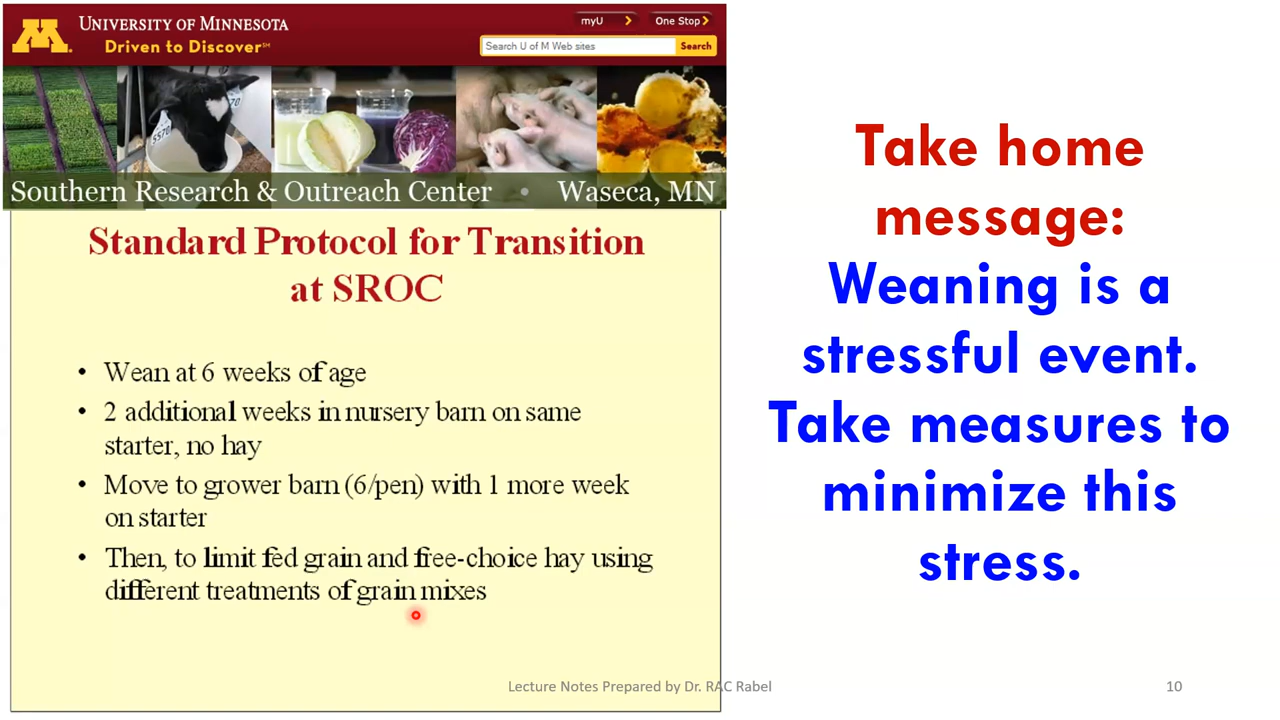 UNIVERSITY OF MINNESOTA
Driven to Discover℠
myU
One Stop
Search U of M Web sites
Search
5570
70
Southern Research & Outreach Center • Waseca, MN
Standard Protocol for Transition
at SROC
• Wean at 6 weeks of age
• 2 additional weeks in nursery barn on same
starter, no hay
• Move to grower barn (6/pen) with 1 more week
on starter
• Then, to limit fed grain and free-choice hay using
different treatments of grain mixes
Take home
message:
Weaning is a
stressful event.
Take measures to
minimize this
stress.
Lecture Notes Prepared by Dr. RAC Rabel
10